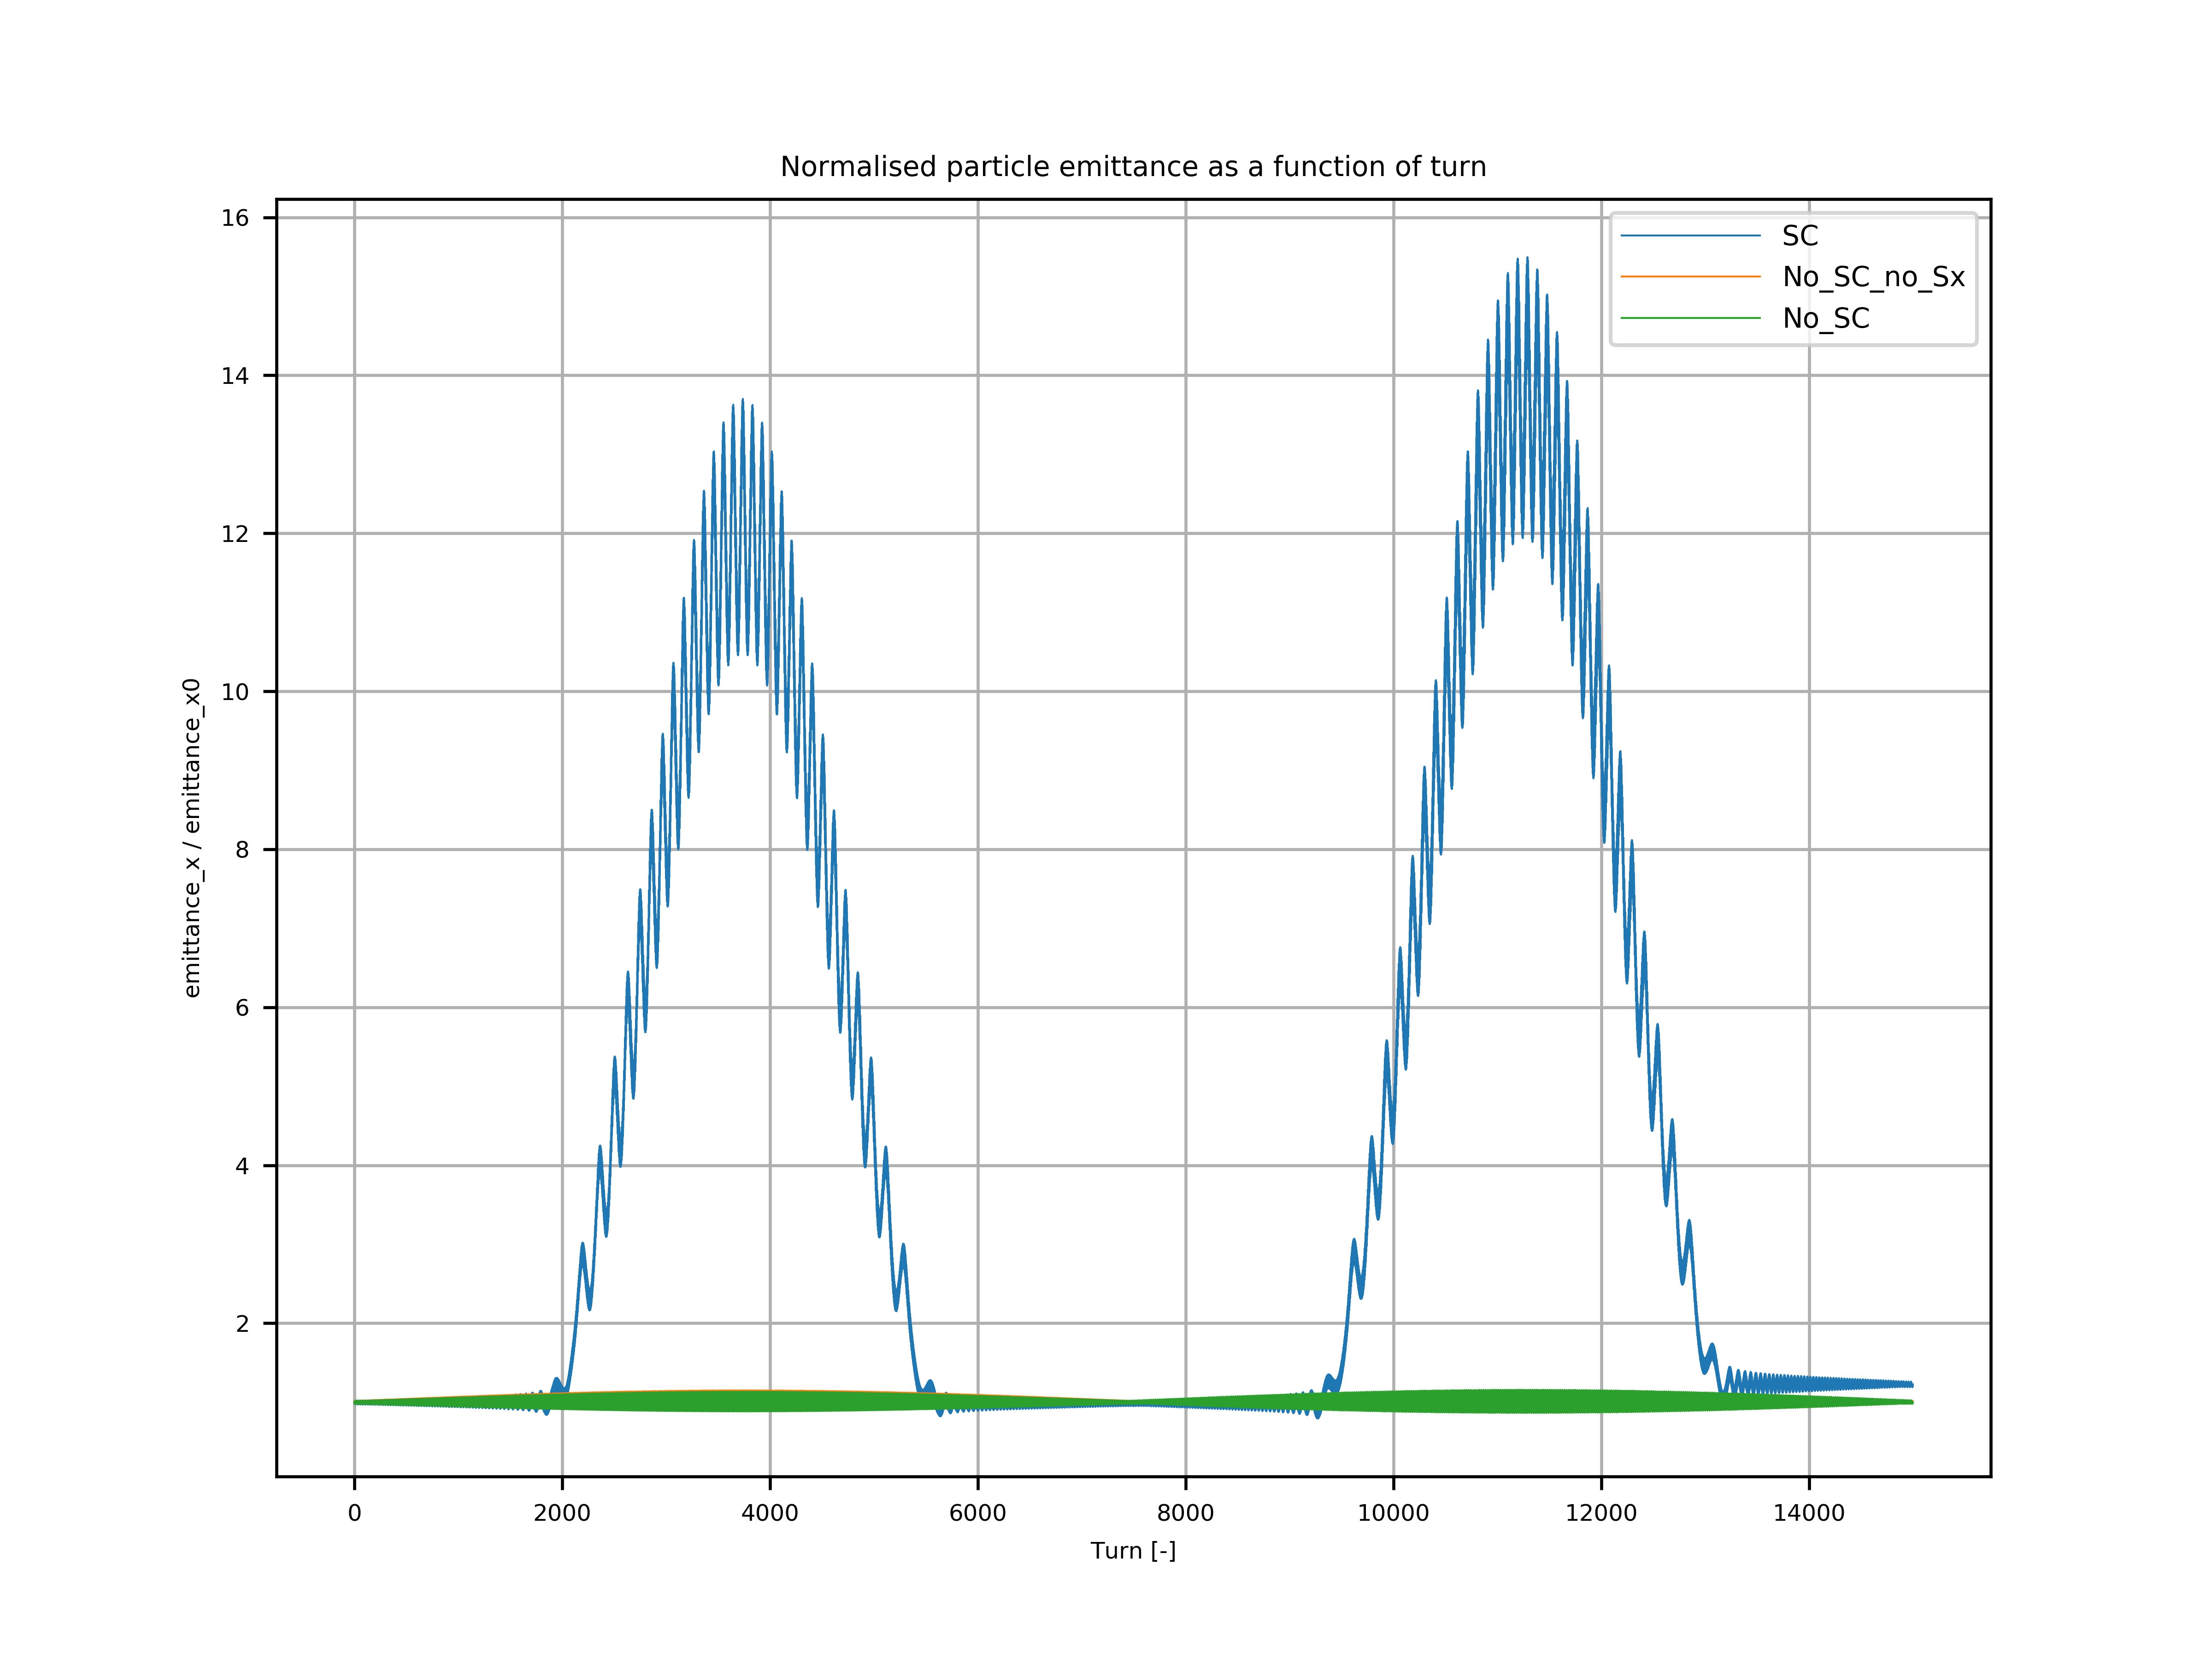 Normalised particle emittance as a function of turn
16
14
12
10
8
6
4
2
emittance_x / emittance_x0
SC
No_SC_no_Sx
No_SC
0 2000 4000 6000 8000 10000 12000 14000
Turn [-]